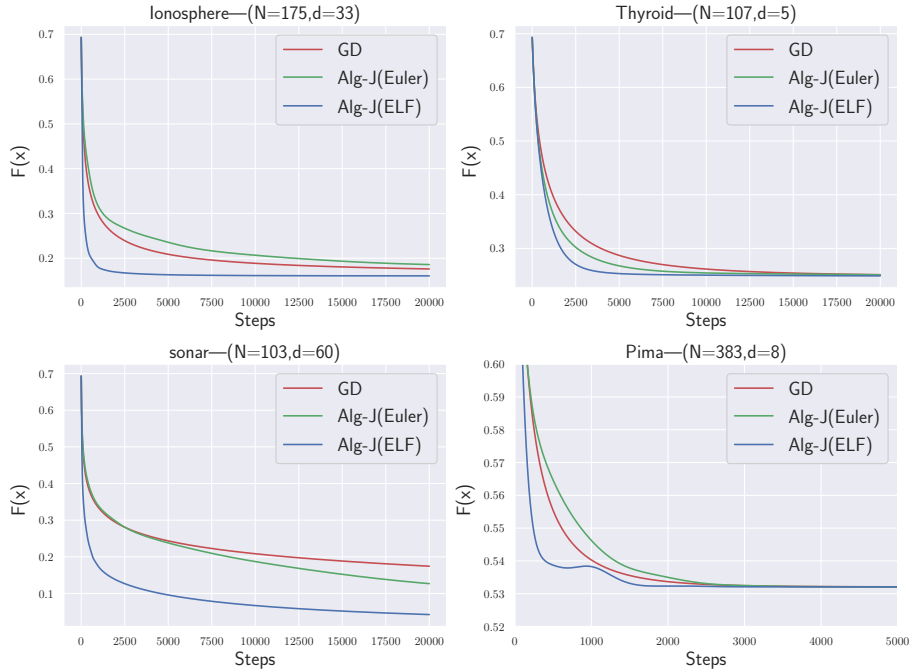 Ionosphere—(N=175,d=33)
0.7
0.6
0.5
0.4
0.3
0.2
F(x)
GD
Alg-J(Euler)
Alg-J(ELF)
0 2500 5000 7500 10000 12500 15000 17500 20000
Steps
Thyroid—(N=107,d=5)
0.7
0.6
0.5
0.4
0.3
F(x)
GD
Alg-J(Euler)
Alg-J(ELF)
0 2500 5000 7500 10000 12500 15000 17500 20000
Steps
sonar—(N=103,d=60)
0.7
0.6
0.5
0.4
0.3
0.2
0.1
F(x)
GD
Alg-J(Euler)
Alg-J(ELF)
0 2500 5000 7500 10000 12500 15000 17500 20000
Steps
Pima—(N=383,d=8)
0.60
0.59
0.58
0.57
0.56
0.55
0.54
0.53
0.52
F(x)
GD
Alg-J(Euler)
Alg-J(ELF)
0 1000 2000 3000 4000 5000
Steps